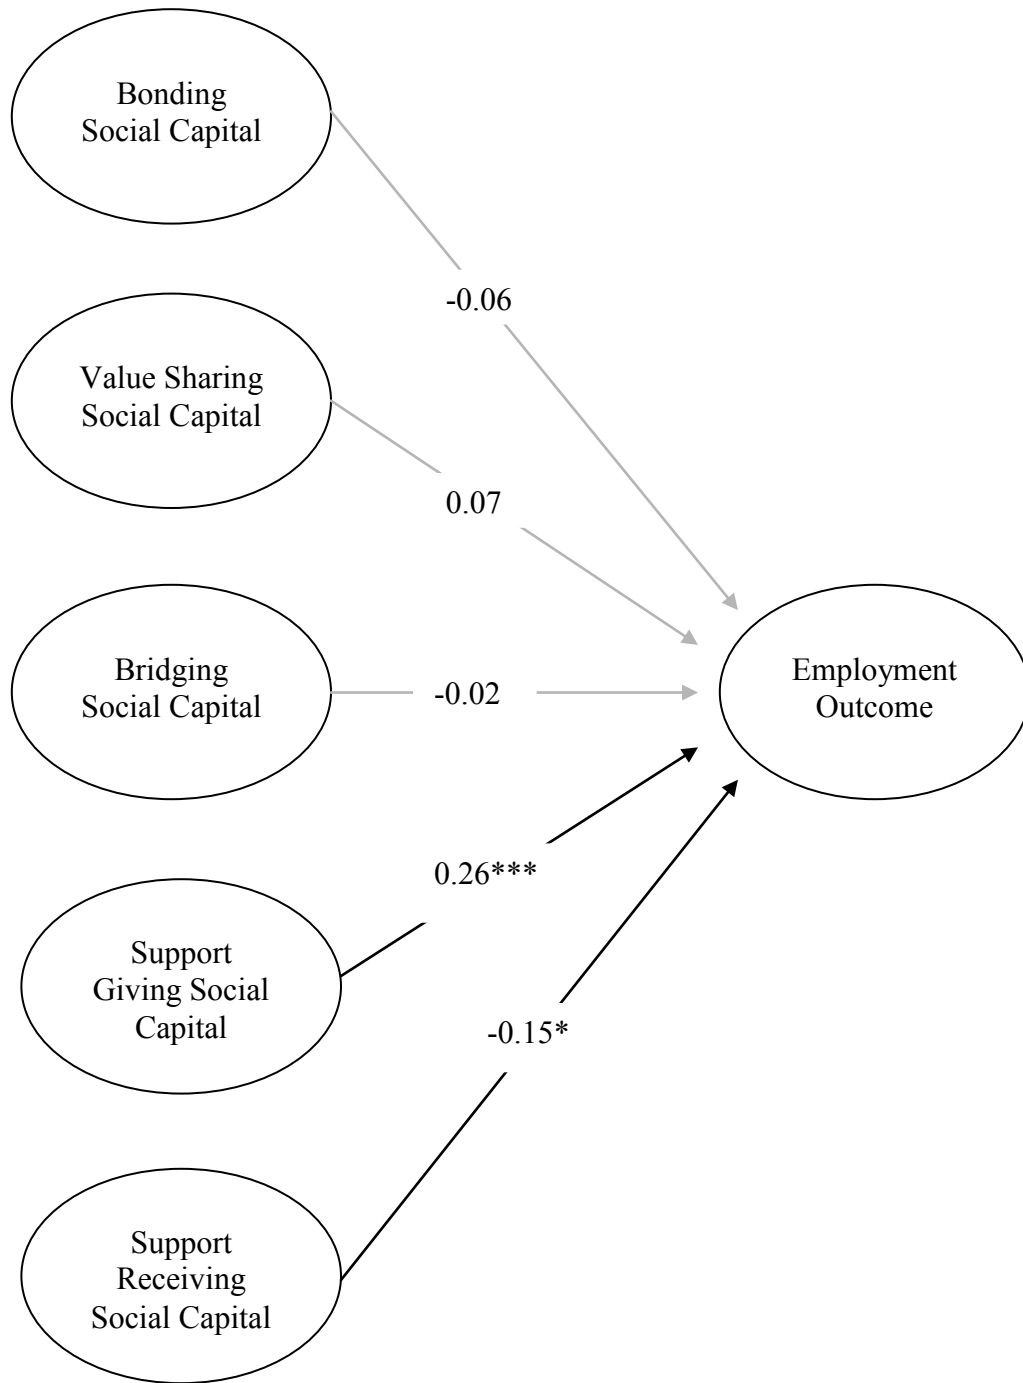 Bonding
Social Capital
-0.06
Value Sharing
Social Capital
0.07
Bridging
Social Capital
-0.02
Employment
Outcome
0.26***
Support
Giving Social
Capital
-0.15*
Support
Receiving
Social Capital